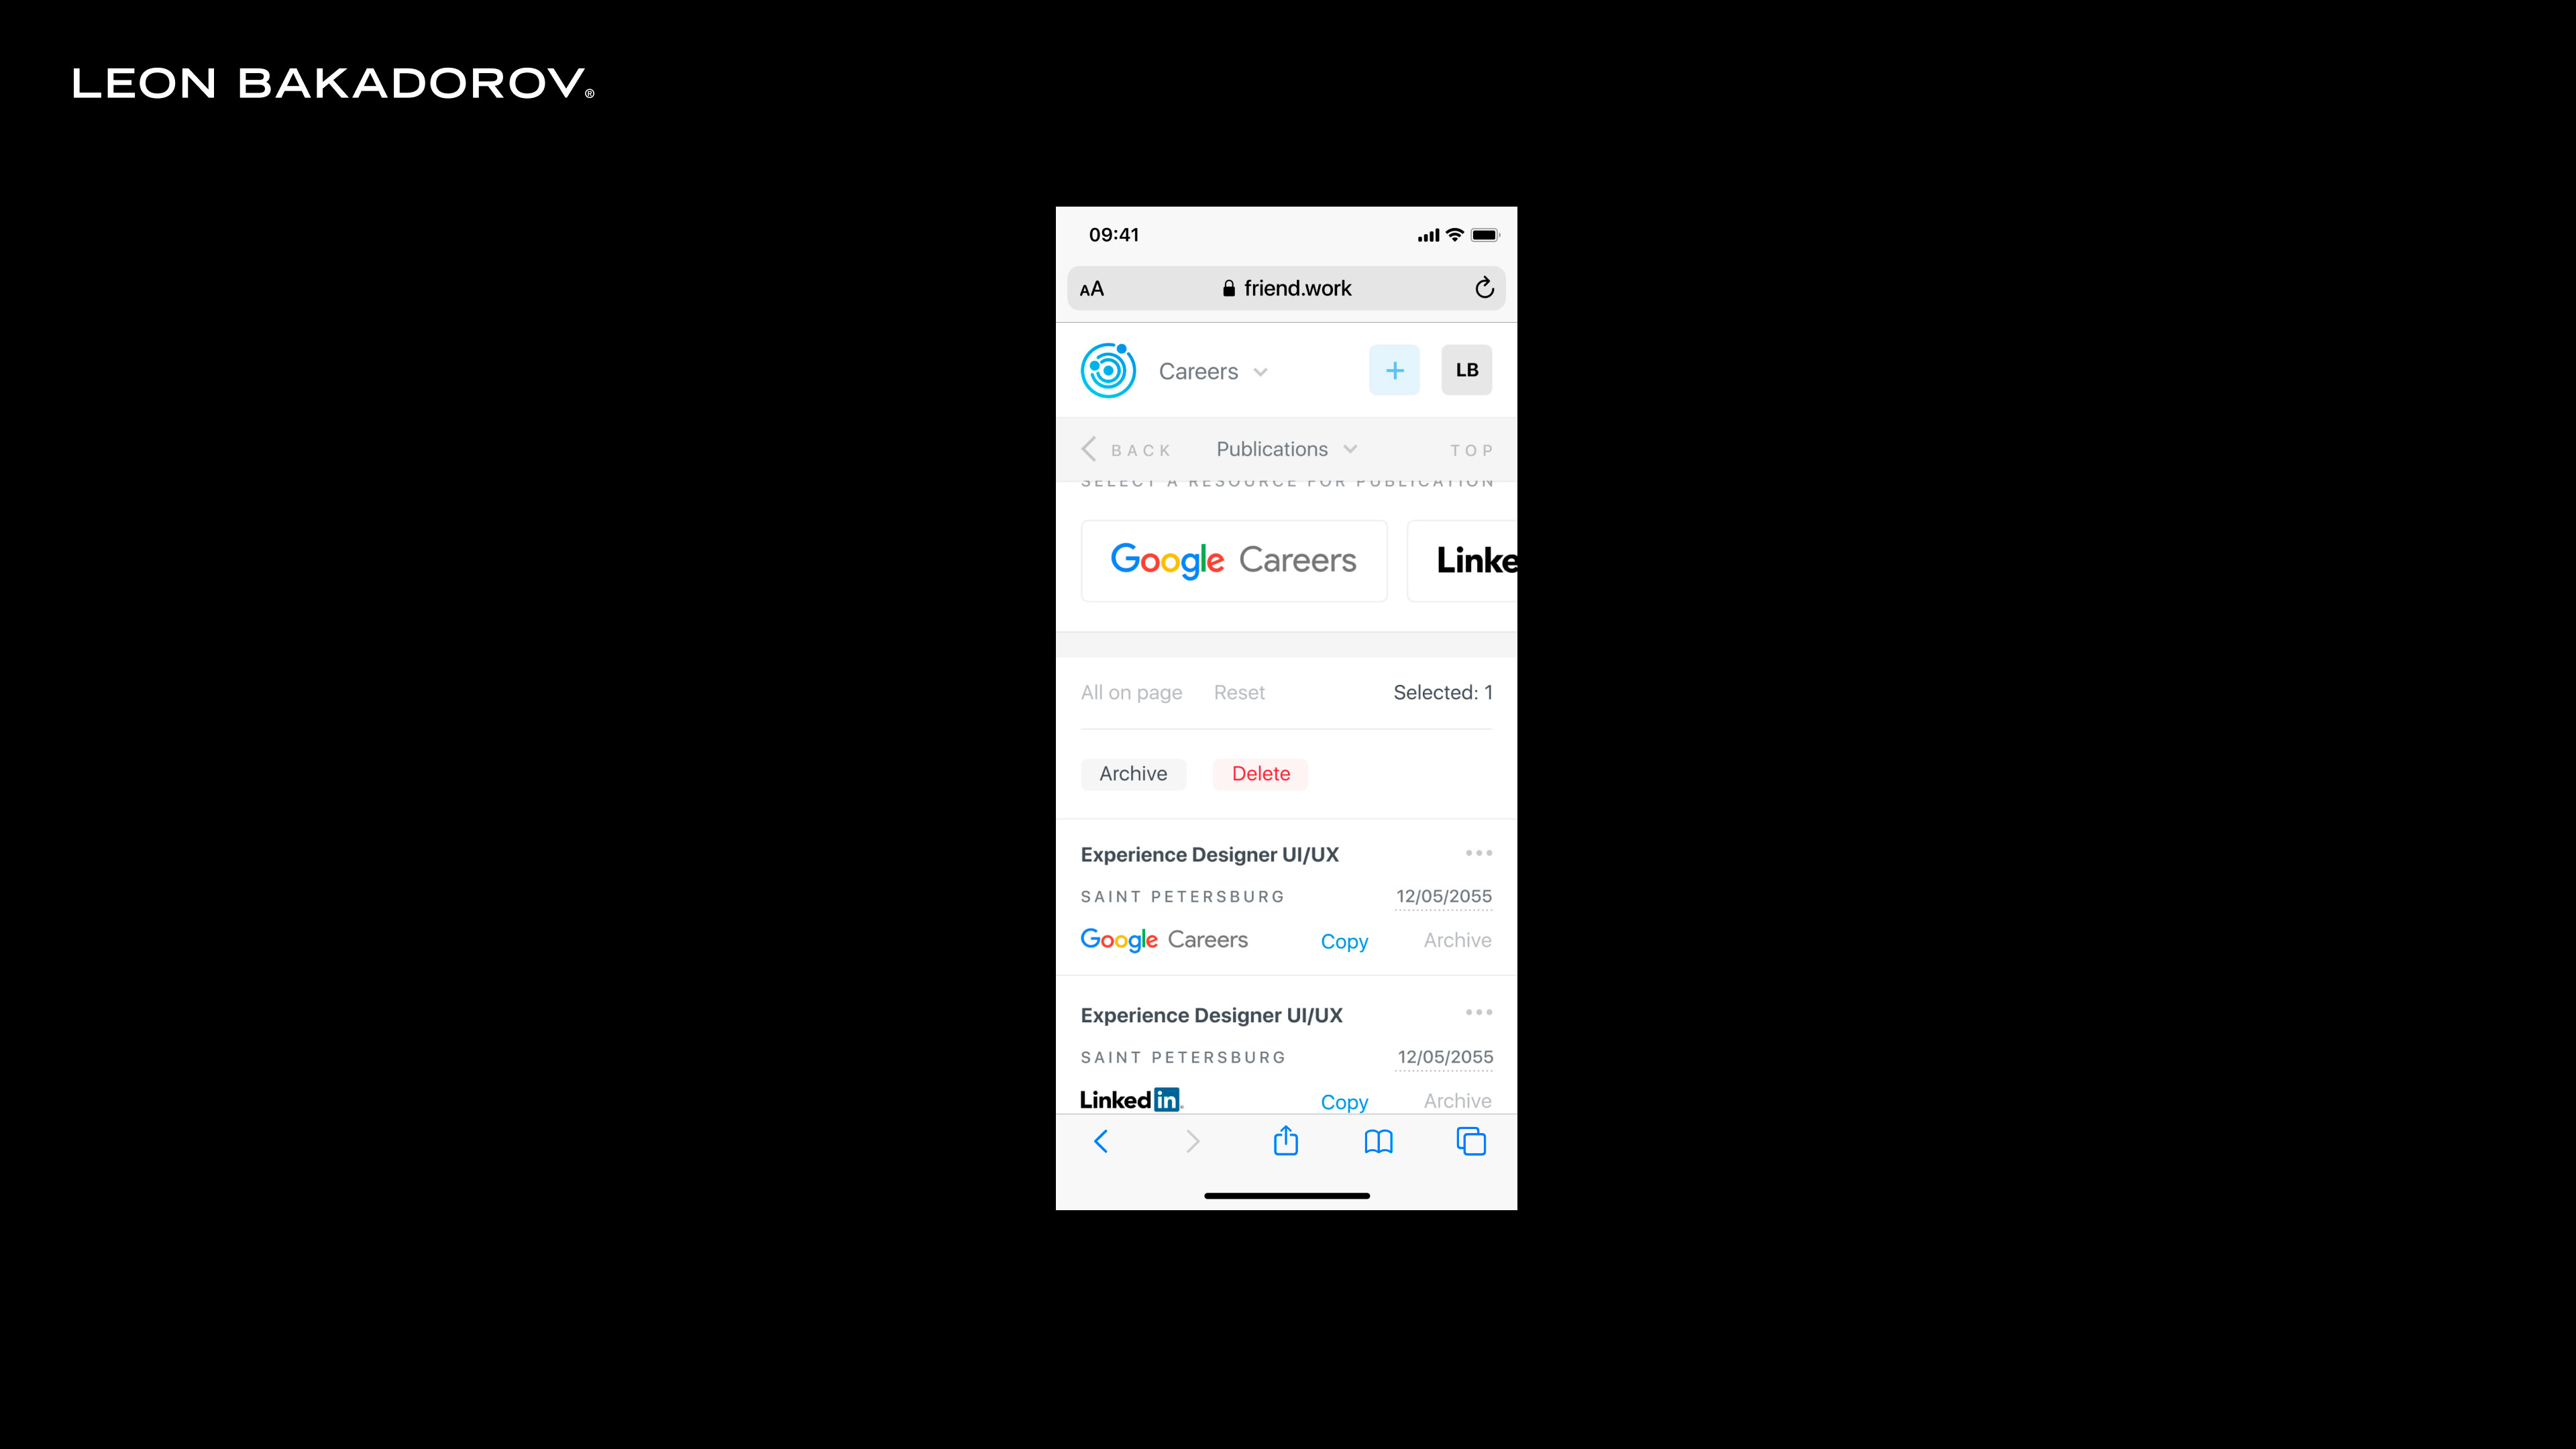 LEON BAKADOROV®
09:41
AA friend.work
Careers + LB
BACK Publications TOP
SELECT A RESOURCE FOR PUBLICATION
Google Careers Linke
All on page Reset Selected: 1
Archive Delete
Experience Designer UI/UX
SAINT PETERSBURG 12/05/2055
Google Careers Copy Archive
Experience Designer UI/UX
SAINT PETERSBURG 12/05/2055
Linked in Copy Archive